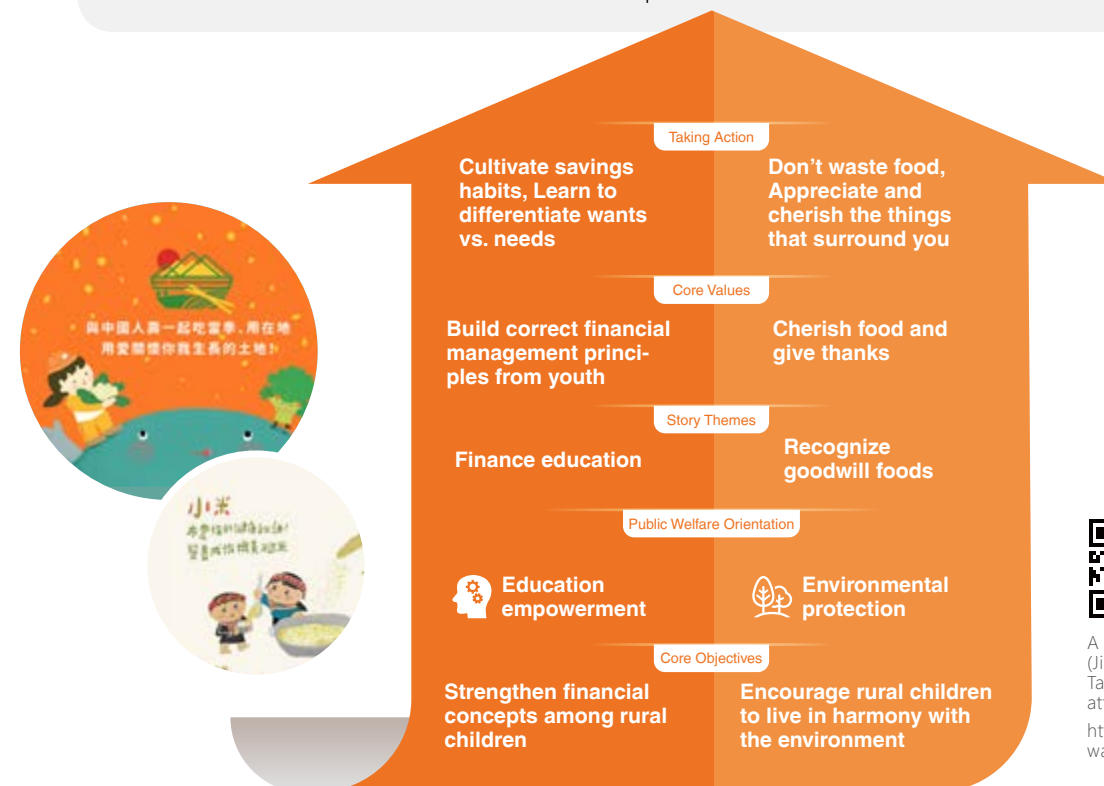 Taking Action
Cultivate savings
habits, Learn to
differentiate wants
vs. needs
Don’t waste food,
Appreciate and
cherish the things
that surround you
Core Values
Build correct financial
management princi-
ples from youth
Cherish food and
give thanks
Story Themes
Finance education
Recognize
goodwill foods
Public Welfare Orientation
Education
empowerment
Environmental
protection
Core Objectives
Strengthen financial
concepts among rural
children
Encourage rural children
to live in harmony with
the environment
與中國人壽一起吃當季、用在地
用愛關懷你我生長的土地!
小米
A
(Ji
Ta
at
ht
wa